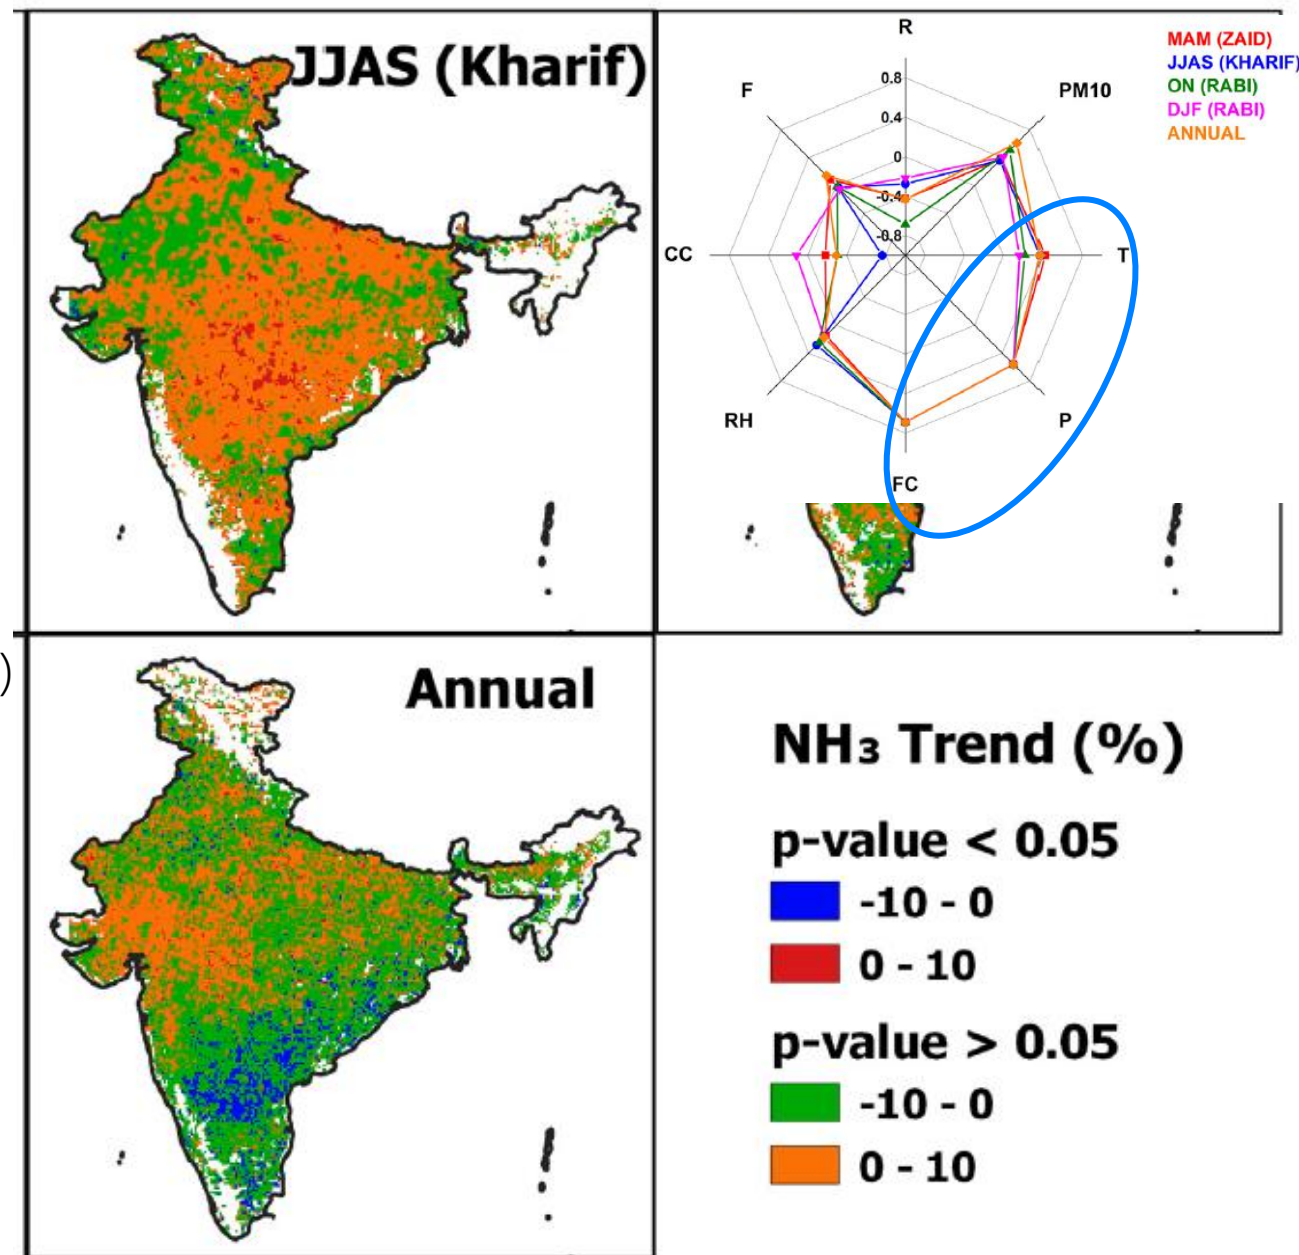 JJAS (Kharif)
R
PM10
T
P
FC
RH
CC
F
0.8
0.4
0
-0.4
-0.8
MAM (ZAID)
JJAS (KHARIF)
ON (RABI)
DJF (RABI)
ANNUAL
)
Annual
NH₃ Trend (%)
p-value < 0.05
-10 - 0
0 - 10
p-value > 0.05
-10 - 0
0 - 10